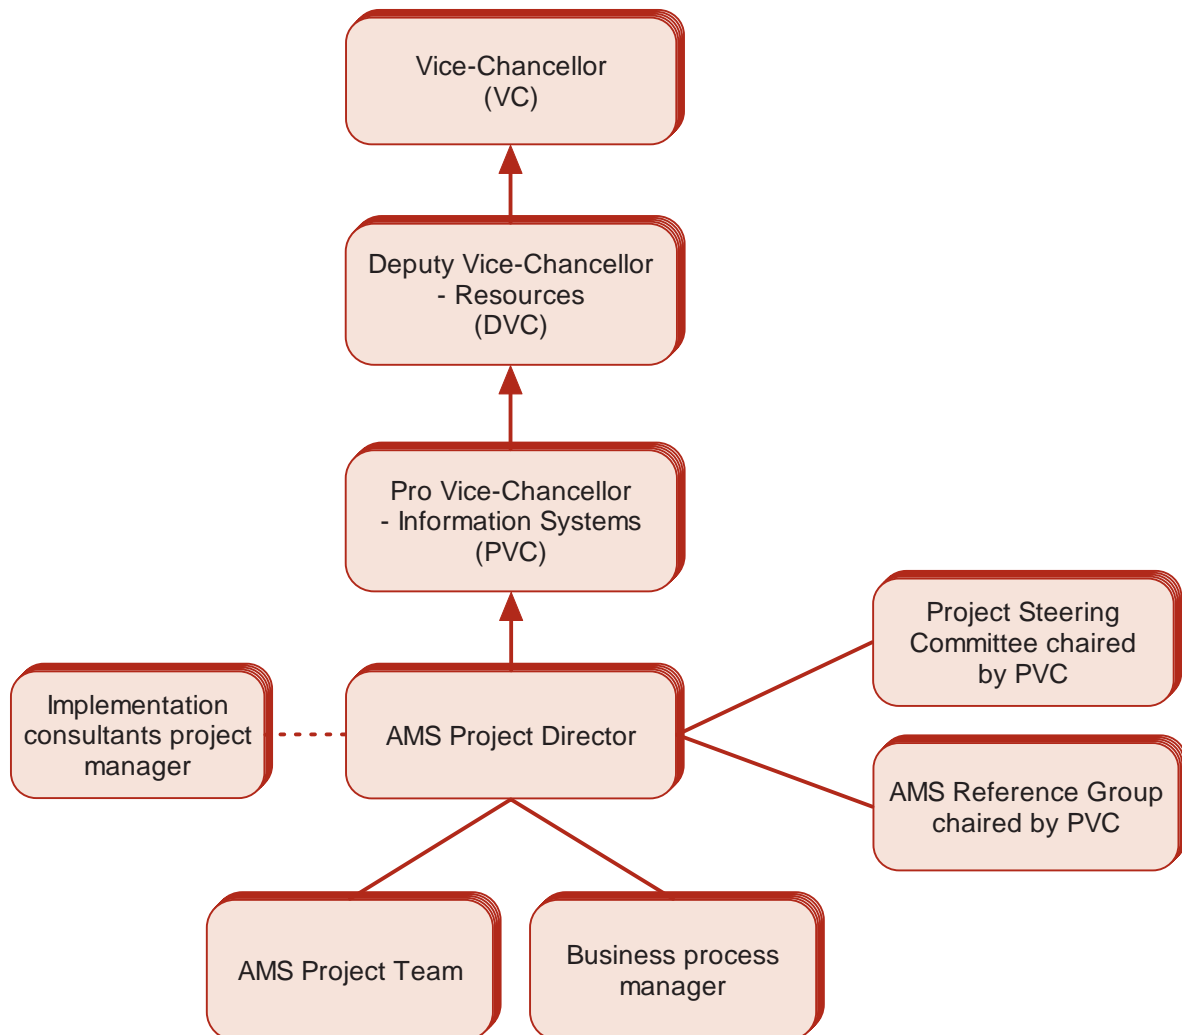 Vice-Chancellor
(VC)
Deputy Vice-Chancellor
- Resources
(DVC)
Pro Vice-Chancellor
- Information Systems
(PVC)
Project Steering
Committee chaired
by PVC
Implementation
consultants project
manager
AMS Project Director
AMS Reference Group
chaired by PVC
AMS Project Team
Business process
manager